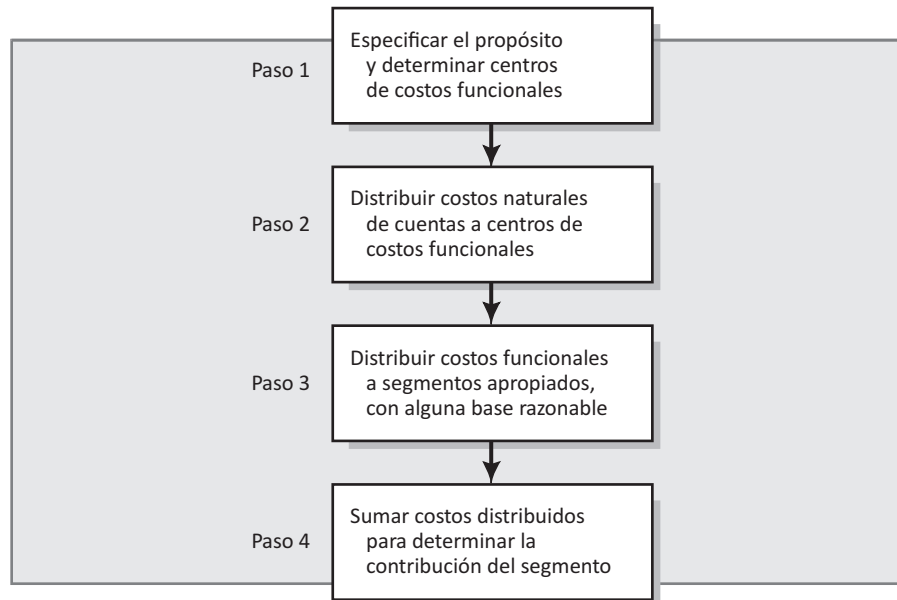 Paso 1
Especificar el propósito
y determinar centros
de costos funcionales
Paso 2
Distribuir costos naturales
de cuentas a centros de
costos funcionales
Paso 3
Distribuir costos funcionales
a segmentos apropiados,
con alguna base razonable
Paso 4
Sumar costos distribuidos
para determinar la
contribución del segmento